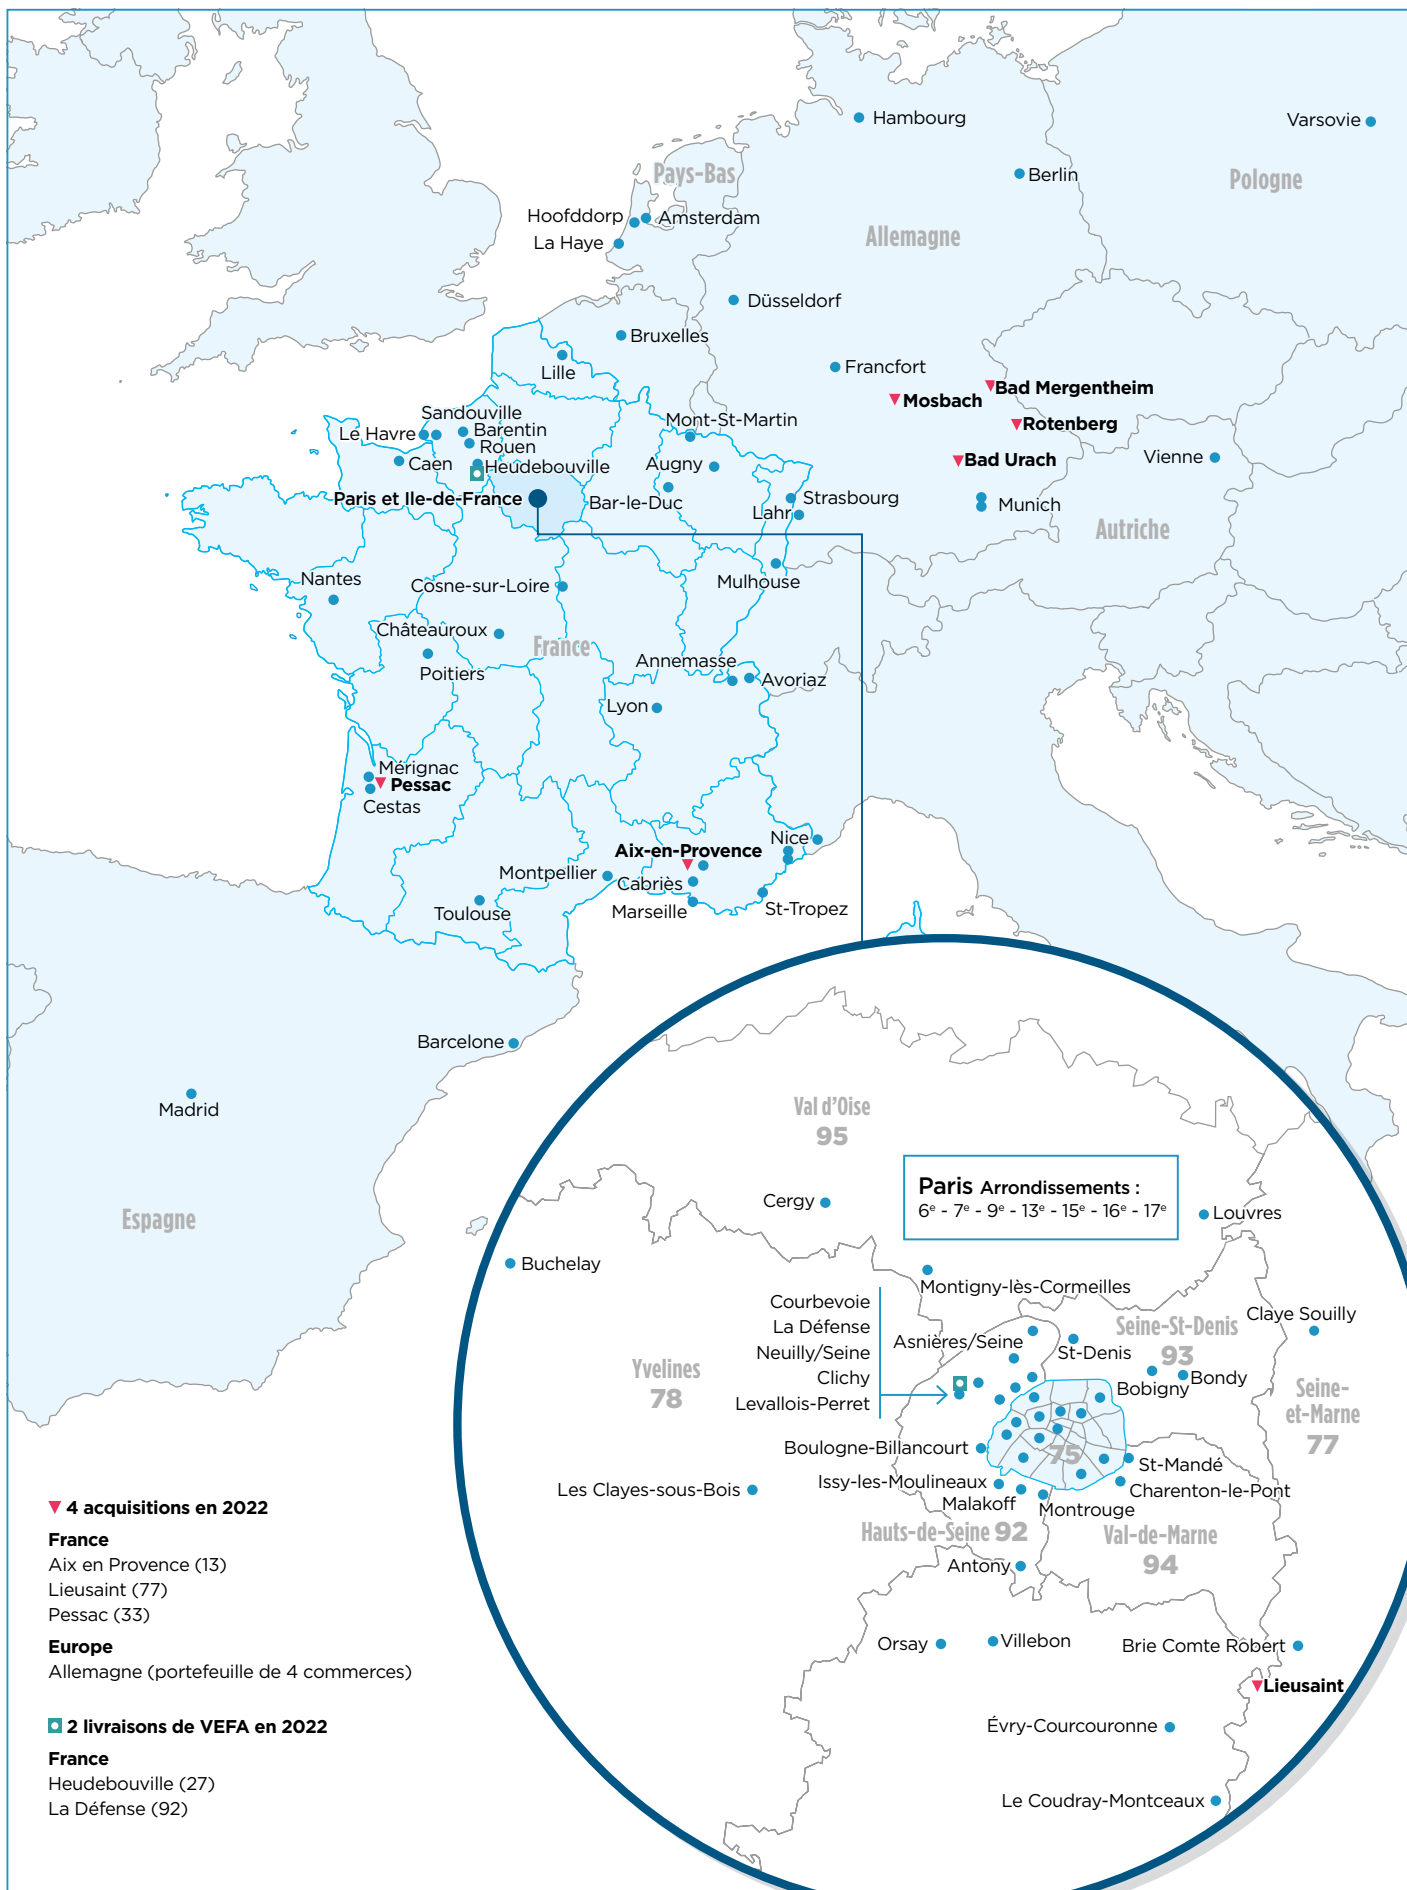 Hambourg
Varsovie
Pays-Bas
Berlin
Pologne
Hoofddorp
Amsterdam
La Haye
Allemagne
Düsseldorf
Bruxelles
Lille
Francfort
Bad Mergentheim
Mosbach
Sandouville
Mont-St-Martin
Rotenberg
Le Havre
Barentin
Rouen
Caen
Heudebouville
Augny
Bad Urach
Vienne
Paris et Ile-de-France
Bar-le-Duc
Strasbourg
Lahr
Munich
Autriche
Nantes
Cosne-sur-Loire
Mulhouse
Châteauroux
France
Poitiers
Annemasse
Avoriaz
Lyon
Mérignac
Pessac
Cestas
Nice
Aix-en-Provence
Montpellier
Cabriès
Toulouse
Marseille
St-Tropez
Barcelone
Madrid
Espagne
Val d'Oise
95
Paris Arrondissements :
6e - 7e - 9e - 13e - 15e - 16e - 17e
Cergy
Louvres
Buchelay
Montigny-lès-Cormeilles
Courbevoie
La Défense
Neuilly/Seine
Clichy
Levallois-Perret
Asnières/Seine
St-Denis
Seine-St-Denis
93
Claye Souilly
Bobigny
Bondy
Yvelines
78
Seine-
et-Marne
77
Boulogne-Billancourt
75
St-Mandé
Issy-les-Moulineaux
Charenton-le-Pont
Les Clayes-sous-Bois
Malakoff
Montrouge
Hauts-de-Seine 92
Val-de-Marne
94
Antony
Orsay
Villebon
Brie Comte Robert
Lieusaint
Évry-Courcouronne
Le Coudray-Montceaux
4 acquisitions en 2022
France
Aix en Provence (13)
Lieusaint (77)
Pessac (33)
Europe
Allemagne (portefeuille de 4 commerces)
2 livraisons de VEFA en 2022
France
Heudebouville (27)
La Défense (92)